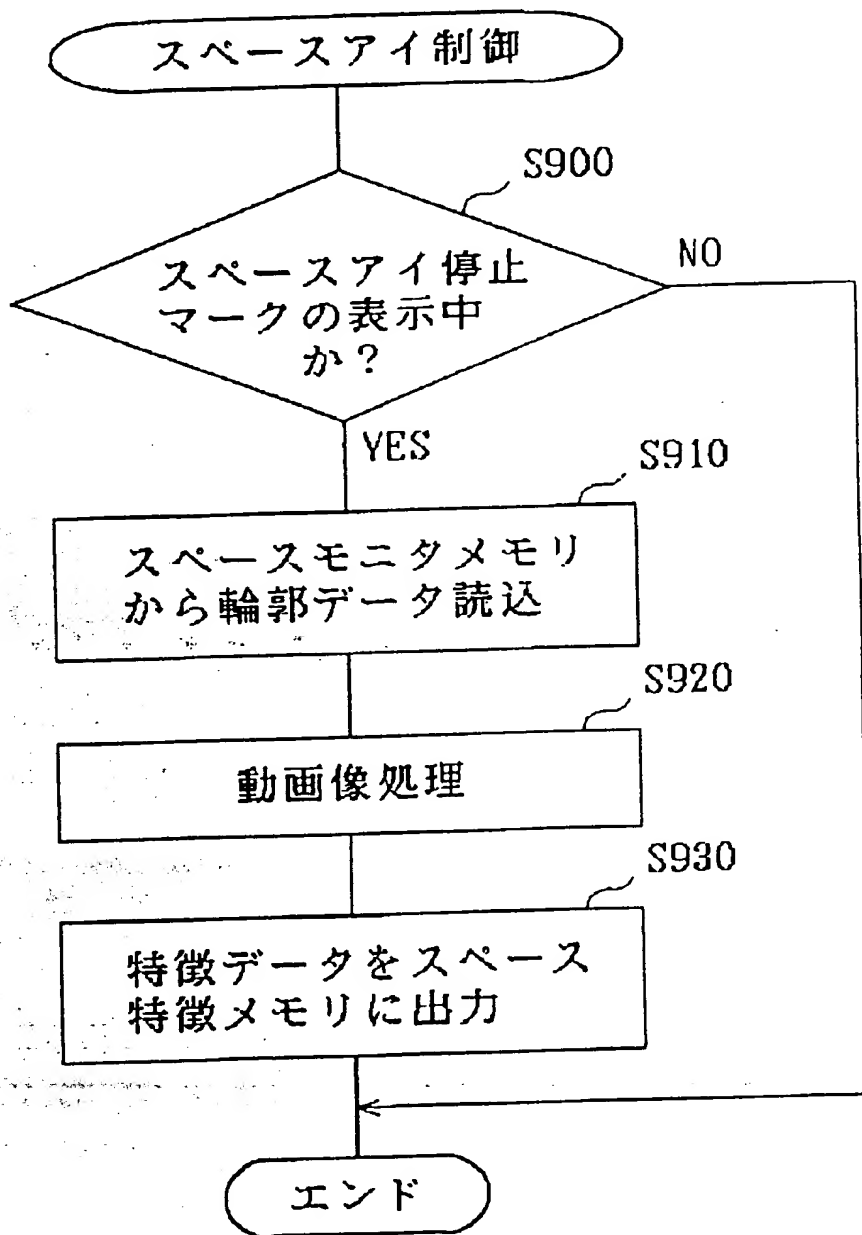 スペースアイ制御
S900
スペースアイ停止
マークの表示中
か?
NO
YES
S910
スペースモニタメモリ
から輪郭データ読込
S920
動画像処理
S930
特徴データをスペース
特徴メモリに出力
エンド